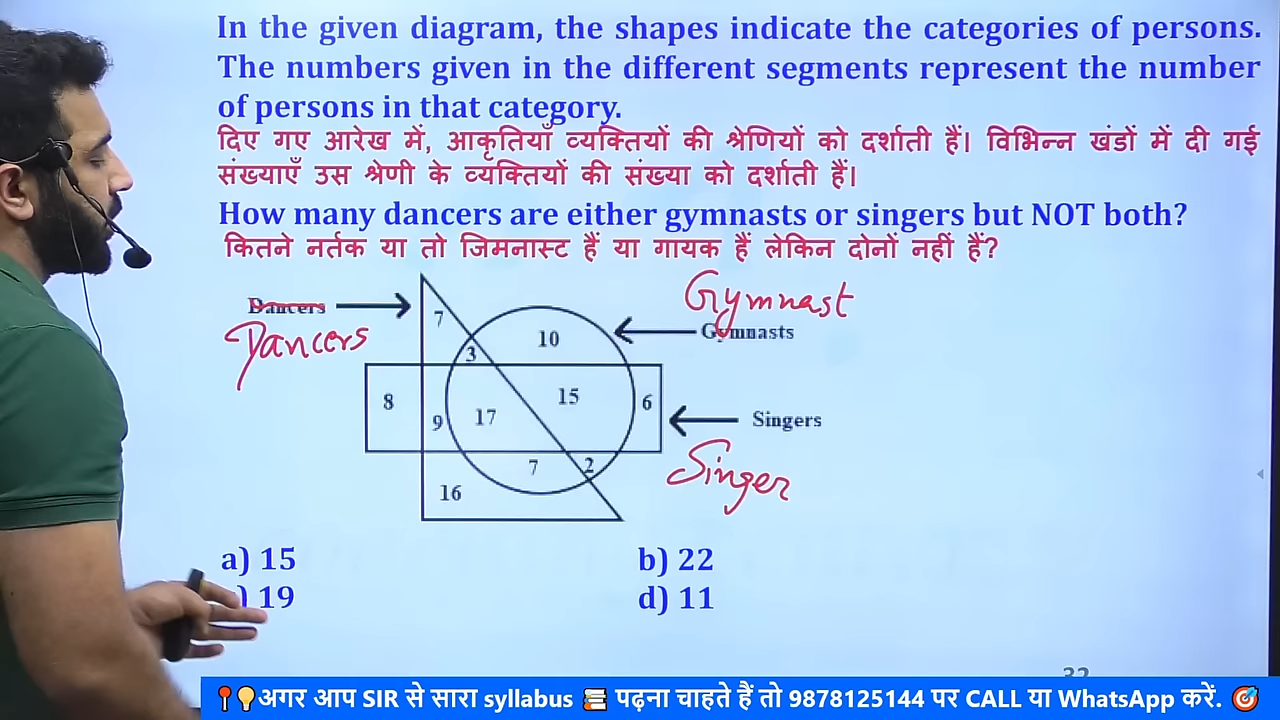 In the given diagram, the shapes indicate the categories of persons.
The numbers given in the different segments represent the number
of persons in that category.
दिए गए आरेख में, आकृतियाँ व्यक्तियों की श्रेणियों को दर्शाती हैं। विभिन्न खंडों में दी गई
संख्याएँ उस श्रेणी के व्यक्तियों की संख्या को दर्शाती हैं।
How many dancers are either gymnasts or singers but NOT both?
कितने नर्तक या तो जिमनास्ट हैं या गायक हैं लेकिन दोनों नहीं हैं?
Gymnast
Dancers
7
10
Gymnasts
Dancers
3
8
9
17
15
6
Singers
7
2
Singer
16
a) 15
b) 22
) 19
d) 11
32
अगर आप SIR से सारा syllabus पढ़ना चाहते हैं तो 9878125144 पर CALL या WhatsApp करें.